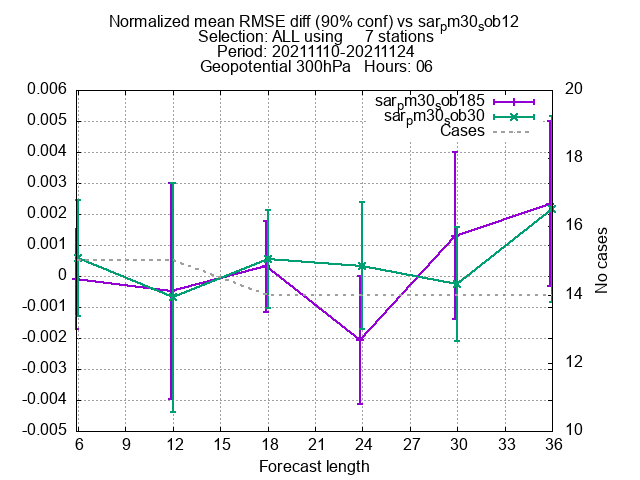 Normalized mean RMSE diff (90% conf) vs sar_pm30_sob12
Selection: ALL using 7 stations
Period: 20211110-20211124
Geopotential 300hPa Hours: 06
sar_pm30_sob185
sar_pm30_sob30
Cases
0.006
0.005
0.004
0.003
0.002
0.001
0
-0.001
-0.002
-0.003
-0.004
-0.005
20
18
16
14
12
10
No cases
6 9 12 15 18 21 24 27 30 33 36
Forecast length